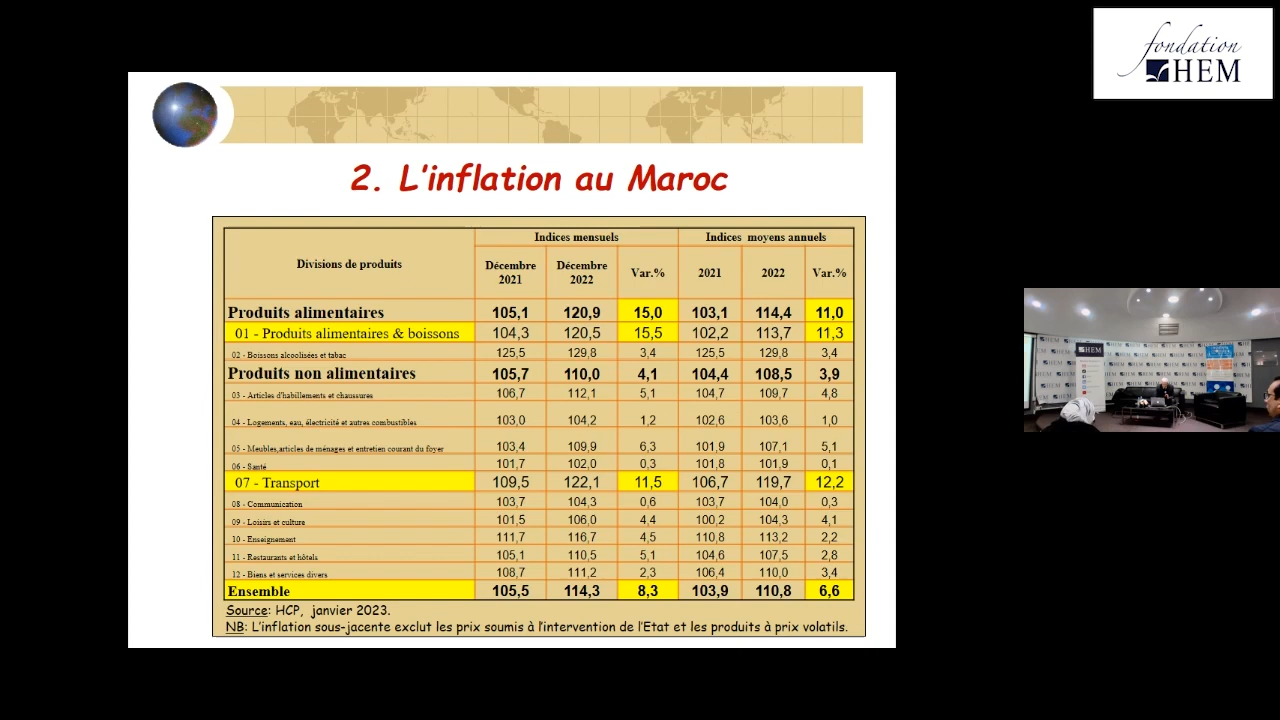 fondation
HEM
2. L'inflation au Maroc
Divisions de produits Indices mensuels Indices moyens annuels
Décembre 2021 Décembre 2022 Var.% 2021 2022 Var.%
Produits alimentaires 105,1 120,9 15,0 103,1 114,4 11,0
01 - Produits alimentaires & boissons 104,3 120,5 15,5 102,2 113,7 11,3
02 - Boissons alcoolisées et tabac 125,5 129,8 3,4 125,5 129,8 3,4
Produits non alimentaires 105,7 110,0 4,1 104,4 108,5 3,9
03 - Articles d'habillements et chaussures 106,7 112,1 5,1 104,7 109,7 4,8
04 - Logements, eau, électricité et autres combustibles 103,0 104,2 1,2 102,6 103,6 1,0
05 - Meubles,articles de ménages et entretien courant du foyer 103,4 109,9 6,3 101,9 107,1 5,1
06 - Santé 101,7 102,0 0,3 101,8 101,9 0,1
07 - Transport 109,5 122,1 11,5 106,7 119,7 12,2
08 - Communication 103,7 104,3 0,6 103,7 104,0 0,3
09 - Loisirs et culture 101,5 106,0 4,4 100,2 104,3 4,1
10 - Enseignement 111,7 116,7 4,5 110,8 113,2 2,2
11 - Restaurants et hôtels 105,1 110,5 5,1 104,6 107,5 2,8
12 - Biens et services divers 108,7 111,2 2,3 106,4 110,0 3,4
Ensemble 105,5 114,3 8,3 103,9 110,8 6,6
Source: HCP, janvier 2023.
NB: L'inflation sous-jacente exclut les prix soumis à l'intervention de l'Etat et les produits à prix volatils.
HEM